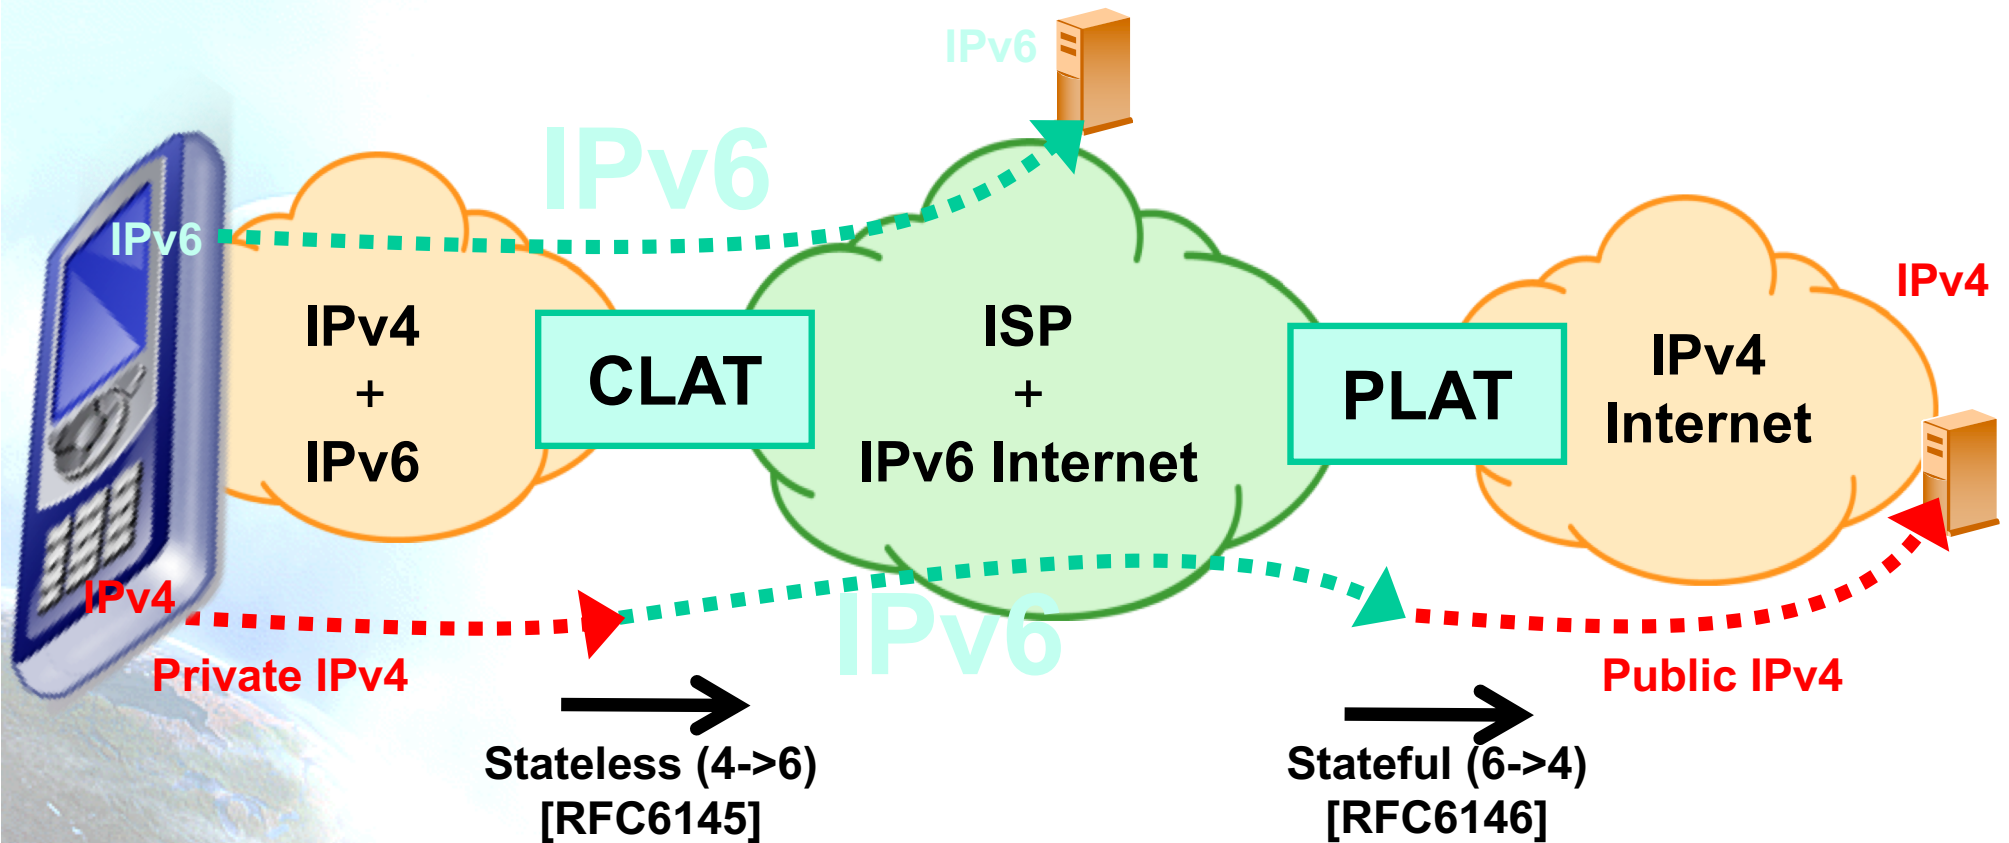 IPv6
IPv6
IPv6
IPv4
+
IPv6
CLAT
ISP
+
IPv6 Internet
PLAT
IPv4
Internet
IPv4
IPv4
Private IPv4
IPv6
Public IPv4
Stateless (4->6)
[RFC6145]
Stateful (6->4)
[RFC6146]